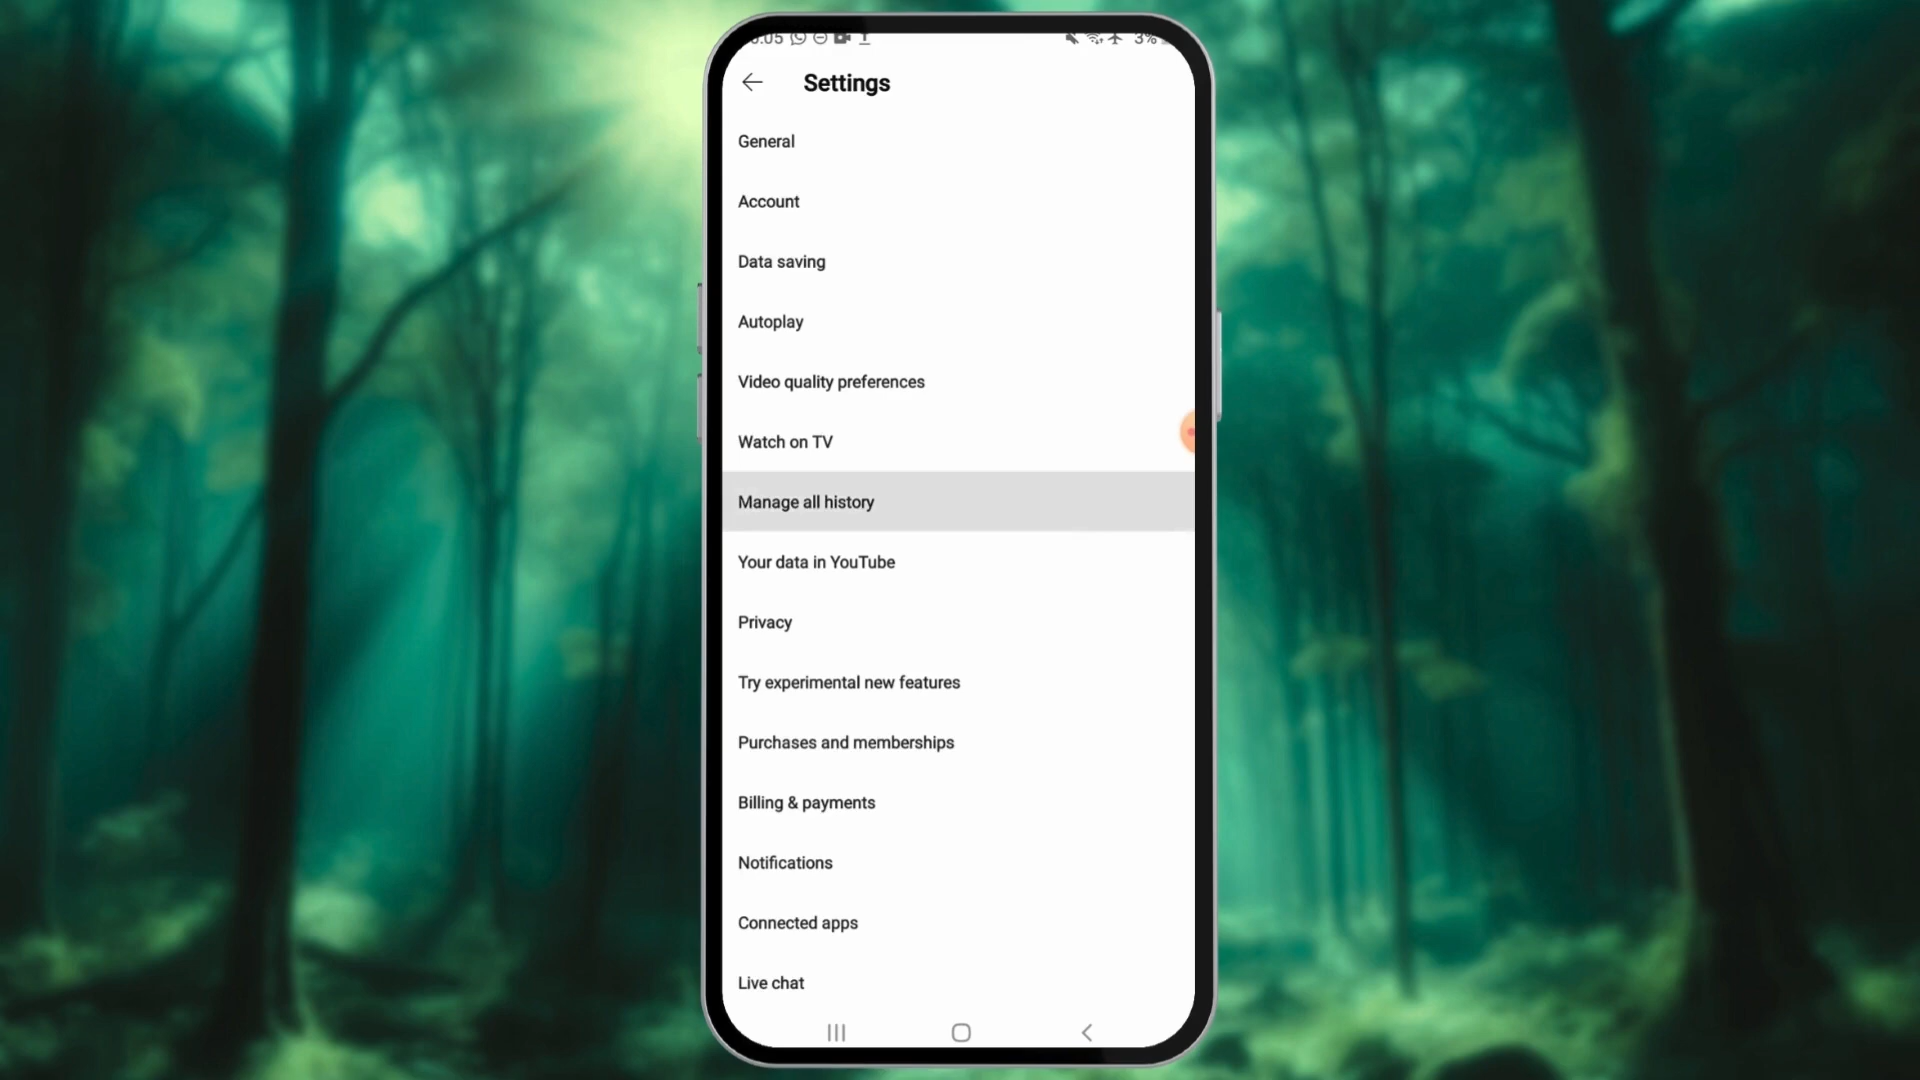 3%
Settings
General
Account
Data saving
Autoplay
Video quality preferences
Watch on TV
Manage all history
Your data in YouTube
Privacy
Try experimental new features
Purchases and memberships
Billing & payments
Notifications
Connected apps
Live chat